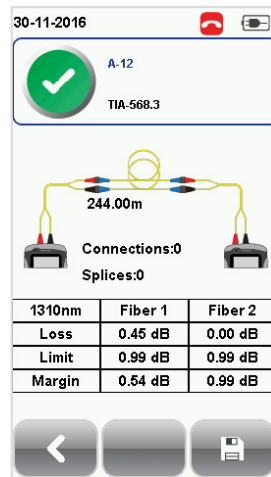 30-11-2016
A-12
TIA-568.3
244.00m
Connections:0
Splices:0
1310nm Fiber 1 Fiber 2
Loss 0.45 dB 0.00 dB
Limit 0.99 dB 0.99 dB
Margin 0.54 dB 0.99 dB